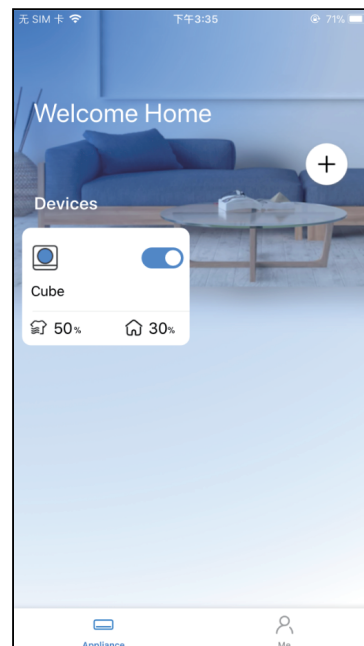 无 SIM 卡 下午3:35 71%
Welcome Home
Devices
Cube
50% 30%
Appliance Me